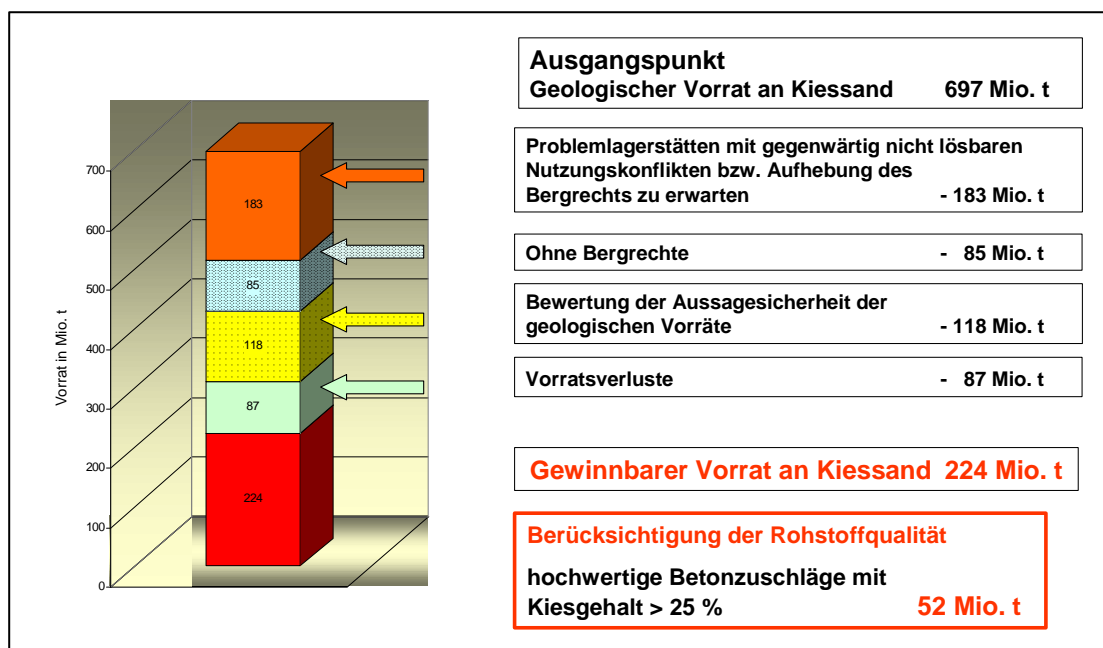 Vorrat in Mio. t
700
600
500
400
300
200
100
0
183
85
118
87
224
Ausgangspunkt
Geologischer Vorrat an Kiessand 697 Mio. t
Problemlagerstätten mit gegenwärtig nicht lösbaren
Nutzungskonflikten bzw. Aufhebung des
Bergrechts zu erwarten - 183 Mio. t
Ohne Bergrechte - 85 Mio. t
Bewertung der Aussagesicherheit der
geologischen Vorräte - 118 Mio. t
Vorratsverluste - 87 Mio. t
Gewinnbarer Vorrat an Kiessand 224 Mio. t
Berücksichtigung der Rohstoffqualität
hochwertige Betonzuschläge mit
Kiesgehalt > 25 % 52 Mio. t